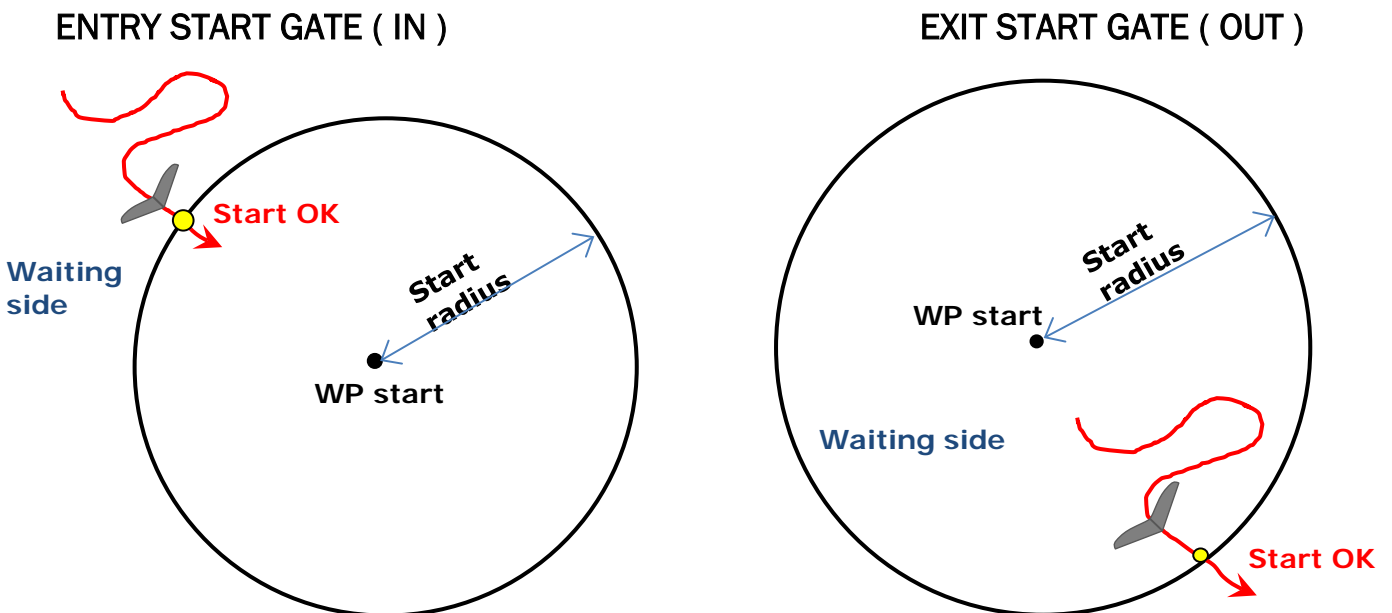 ENTRY START GATE ( IN )
Start OK
Waiting
side
Start
radius
WP start
EXIT START GATE ( OUT )
Start
radius
WP start
Waiting side
Start OK